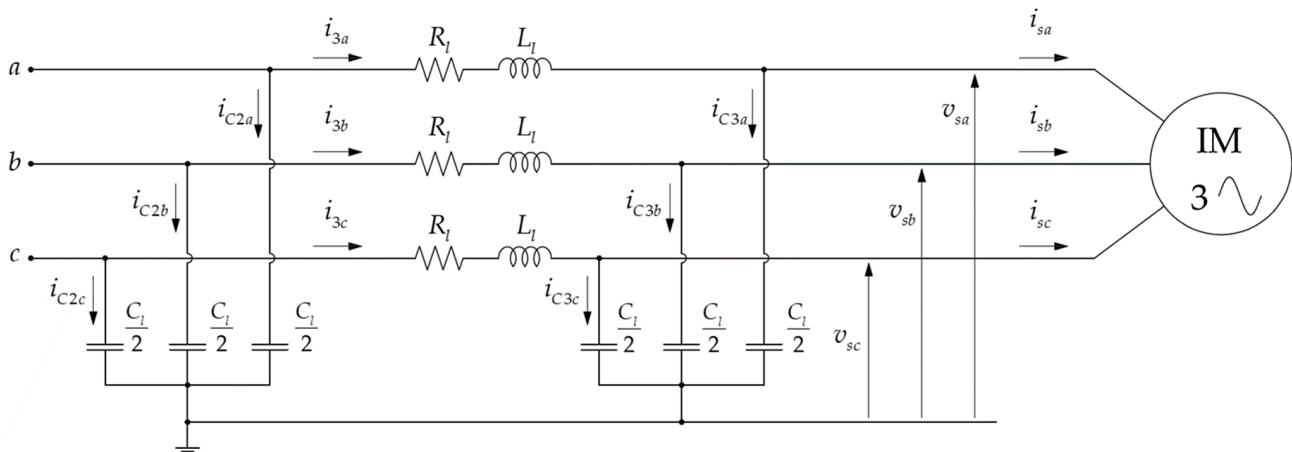 i3a Rl Ll isa
a
iC2a i3b Rl Ll iC3a vsa isb IM
b 3
iC2b i3c Rl Ll iC3b vsb isc
c
iC2c Cl/2 Cl/2 Cl/2 iC3c Cl/2 Cl/2 Cl/2 vsc